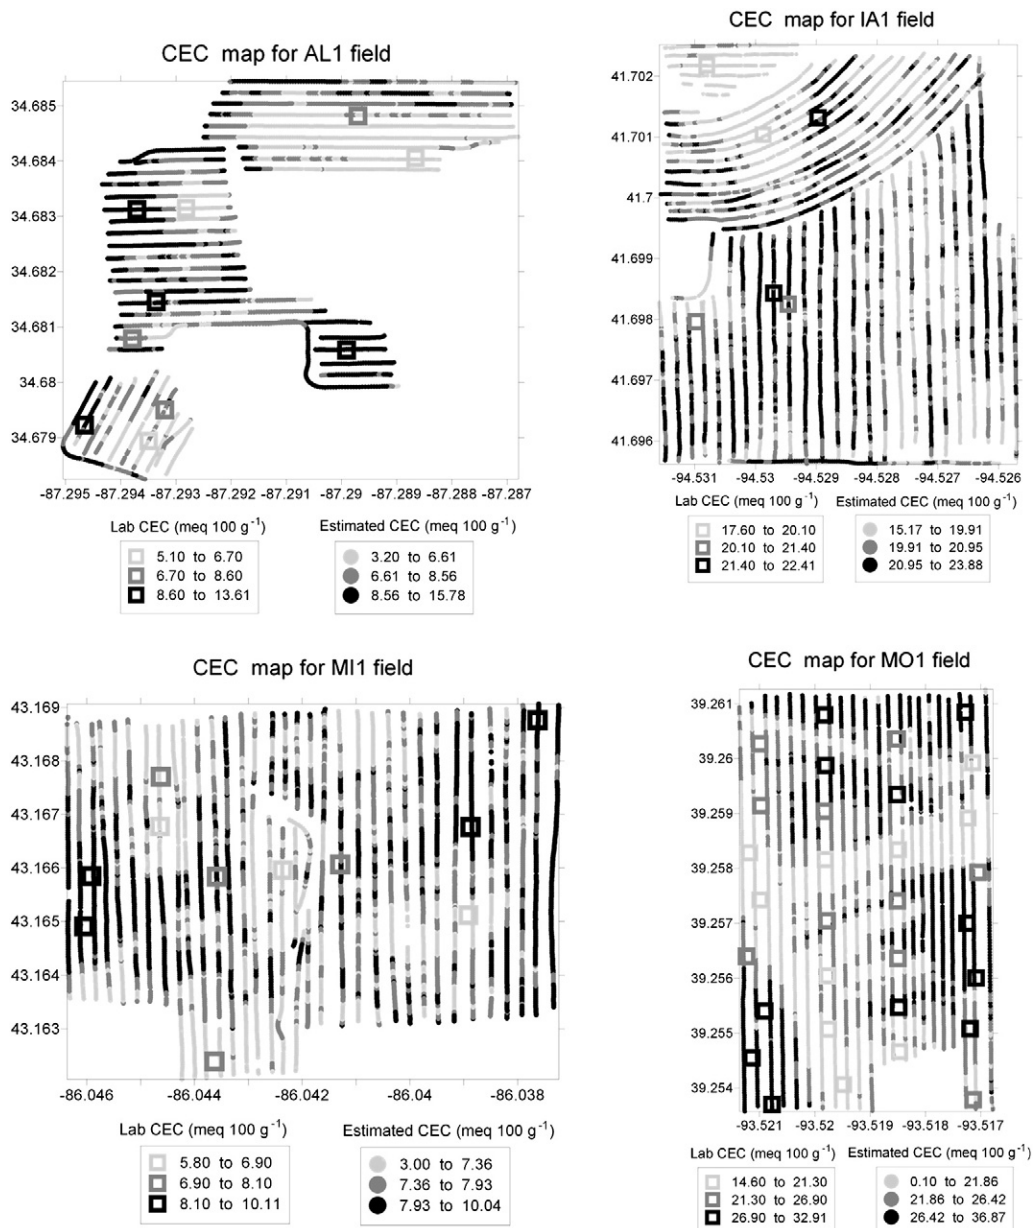 CEC map for AL1 field
34.685
34.684
34.683
34.682
34.681
34.68
34.679
-87.295 -87.294 -87.293 -87.292 -87.291 -87.29 -87.289 -87.288 -87.287
Lab CEC (meq 100 g⁻¹) Estimated CEC (meq 100 g⁻¹)
5.10 to 6.70 3.20 to 6.61
6.70 to 8.60 6.61 to 8.56
8.60 to 13.61 8.56 to 15.78
CEC map for IA1 field
41.702
41.701
41.7
41.699
41.698
41.697
41.696
-94.531 -94.53 -94.529 -94.528 -94.527 -94.526
Lab CEC (meq 100 g⁻¹) Estimated CEC (meq 100 g⁻¹)
17.60 to 20.10 15.17 to 19.91
20.10 to 21.40 19.91 to 20.95
21.40 to 22.41 20.95 to 23.88
CEC map for MI1 field
43.169
43.168
43.167
43.166
43.165
43.164
43.163
-86.046 -86.044 -86.042 -86.04 -86.038
Lab CEC (meq 100 g⁻¹) Estimated CEC (meq 100 g⁻¹)
5.80 to 6.90 3.00 to 7.36
6.90 to 8.10 7.36 to 7.93
8.10 to 10.11 7.93 to 10.04
CEC map for MO1 field
39.261
39.26
39.259
39.258
39.257
39.256
39.255
39.254
-93.521 -93.52 -93.519 -93.518 -93.517
Lab CEC (meq 100 g⁻¹) Estimated CEC (meq 100 g⁻¹)
14.60 to 21.30 0.10 to 21.86
21.30 to 26.90 21.86 to 26.42
26.90 to 32.91 26.42 to 36.87